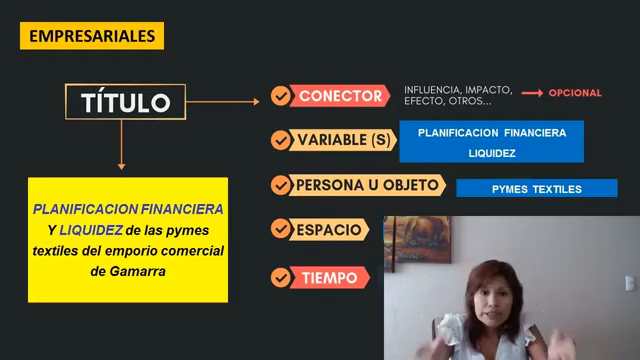 EMPRESARIALES
TÍTULO
CONECTOR
INFLUENCIA, IMPACTO,
EFECTO, OTROS...
OPCIONAL
VARIABLE (S)
PLANIFICACION FINANCIERA
LIQUIDEZ
PERSONA U OBJETO
PYMES TEXTILES
ESPACIO
TIEMPO
PLANIFICACION FINANCIERA
Y LIQUIDEZ de las pymes
textiles del emporio comercial
de Gamarra